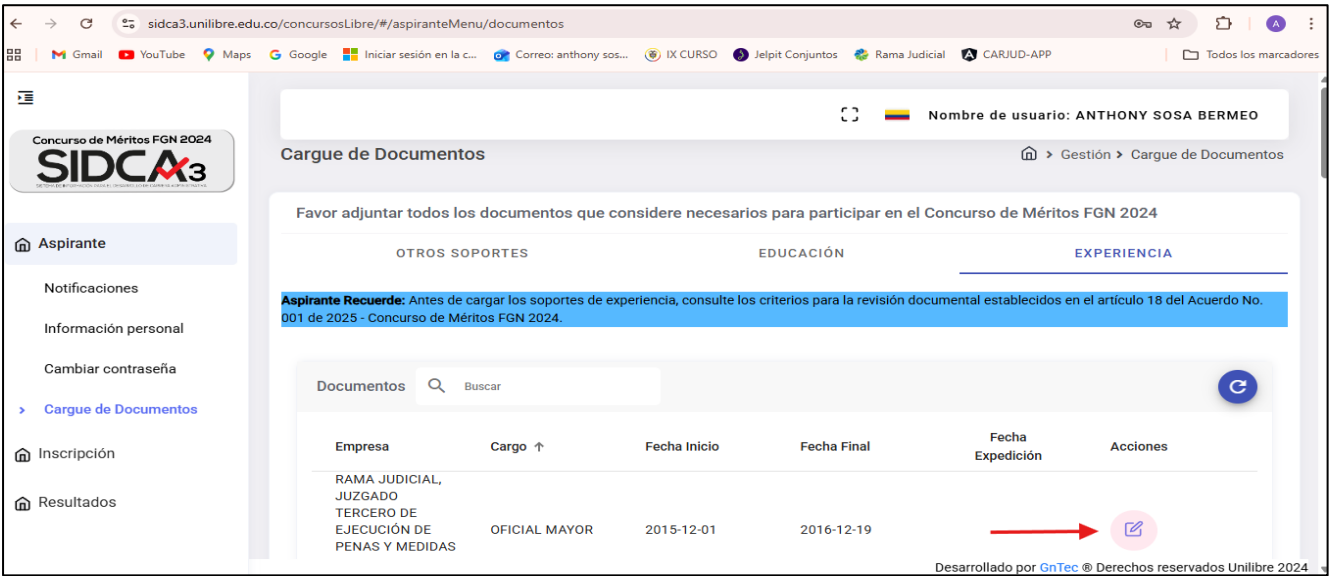 sidca3.unilibre.edu.co/concursosLibre/#/aspiranteMenu/documentos
A
Gmail YouTube Maps Google Iniciar sesión en la c... Correo: anthony sos... IX CURSO Jelpit Conjuntos Rama Judicial CARJUD-APP Todos los marcadores
Nombre de usuario: ANTHONY SOSA BERMEO
Concurso de Méritos FGN 2024
SIDCA3
Cargue de Documentos
Gestión > Cargue de Documentos
Favor adjuntar todos los documentos que considere necesarios para participar en el Concurso de Méritos FGN 2024
Aspirante
Notificaciones
Información personal
Cambiar contraseña
Cargue de Documentos
Inscripción
Resultados
OTROS SOPORTES EDUCACIÓN EXPERIENCIA
Aspirante Recuerde: Antes de cargar los soportes de experiencia, consulte los criterios para la revisión documental establecidos en el artículo 18 del Acuerdo No.
001 de 2025 - Concurso de Méritos FGN 2024.
Documentos Buscar
Empresa Cargo Fecha Inicio Fecha Final Fecha Expedición Acciones
RAMA JUDICIAL,
JUZGADO
TERCERO DE
EJECUCIÓN DE
PENAS Y MEDIDAS
OFICIAL MAYOR 2015-12-01 2016-12-19
Desarrollado por GnTec ® Derechos reservados Unilibre 2024